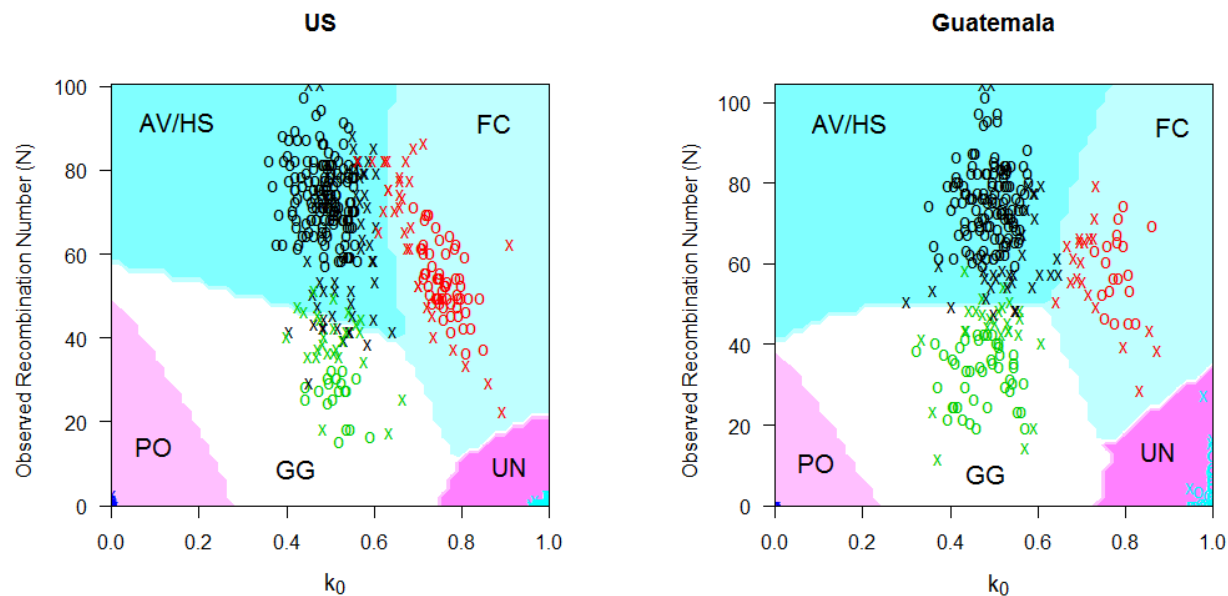 US
Guatemala
Observed Recombination Number (N)
100
80
60
40
20
0
AV/HS
FC
PO
GG
UN
0.0 0.2 0.4 0.6 0.8 1.0
k0
Observed Recombination Number (N)
100
80
60
40
20
0
AV/HS
FC
PO
GG
UN
0.0 0.2 0.4 0.6 0.8 1.0
k0